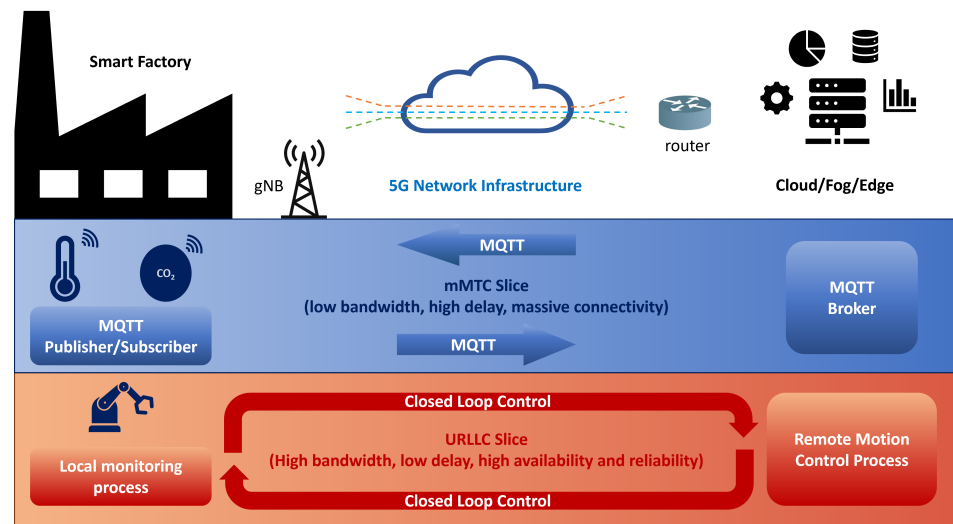 Smart Factory
gNB
5G Network Infrastructure
router
Cloud/Fog/Edge
CO2
MQTT
Publisher/Subscriber
MQTT
mMTC Slice
(low bandwidth, high delay, massive connectivity)
MQTT
MQTT
Broker
Local monitoring
process
Closed Loop Control
URLLC Slice
(High bandwidth, low delay, high availability and reliability)
Closed Loop Control
Remote Motion
Control Process